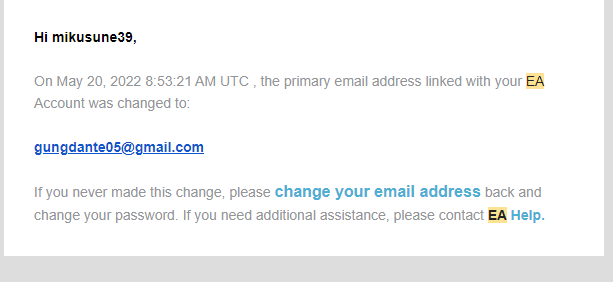 Hi mikusune39,
On May 20, 2022 8:53:21 AM UTC , the primary email address linked with your EA
Account was changed to:
gungdante05@gmail.com
If you never made this change, please change your email address back and
change your password. If you need additional assistance, please contact EA Help.